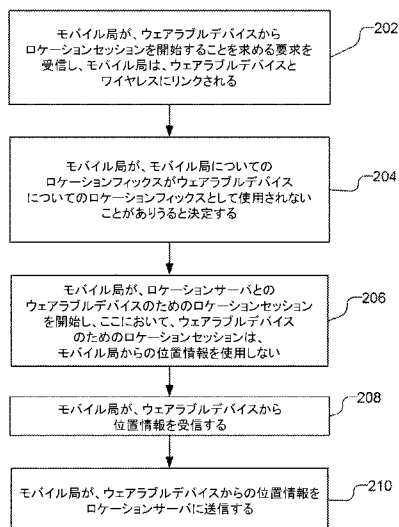 モバイル局が、ウェアラブルデバイスから
ロケーションセッションを開始することを求める要求を
受信し、モバイル局は、ウェアラブルデバイスと
ワイヤレスにリンクされる
202
モバイル局が、モバイル局についての
ロケーションフィックスがウェアラブルデバイス
についてのロケーションフィックスとして使用されない
ことがありうると決定する
204
モバイル局が、ロケーションサーバとの
ウェアラブルデバイスのためのロケーションセッション
を開始し、ここにおいて、ウェアラブルデバイス
のためのロケーションセッションは、
モバイル局からの位置情報を使用しない
206
モバイル局が、ウェアラブルデバイスから
位置情報を受信する
208
モバイル局が、ウェアラブルデバイスからの位置情報を
ロケーションサーバに送信する
210